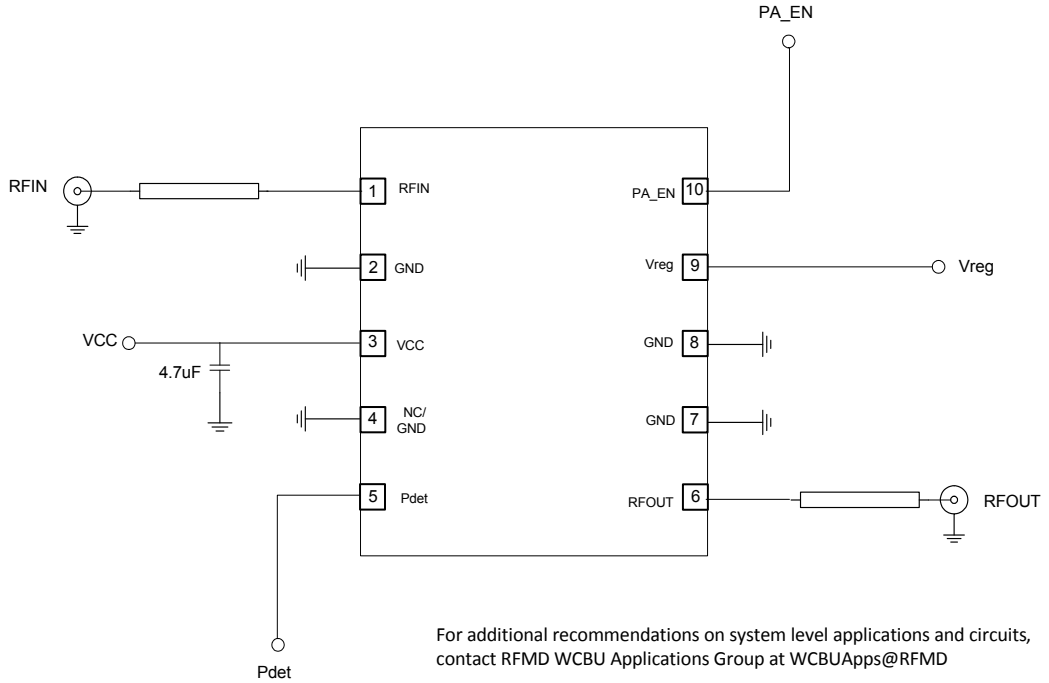 PA_EN
RFIN
1
RFIN
PA_EN
10
2
GND
Vreg
9
Vreg
VCC
3
VCC
GND
8
4.7uF
4
NC/
GND
GND
7
5
Pdet
RFOUT
6
RFOUT
For additional recommendations on system level applications and circuits,
contact RFMD WCBU Applications Group at WCBUApps@RFMD
Pdet